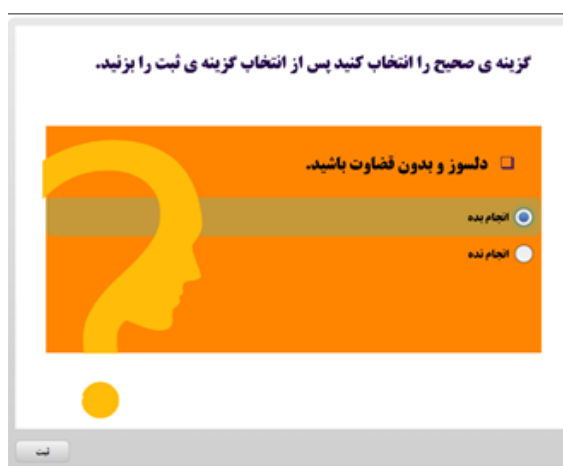 گزینه ی صحیح را انتخاب کنید پس از انتخاب گزینه ی ثبت را بزنید.
دلسوز و بدون قضاوت باشید.
انجام بده
انجام نده
ثبت